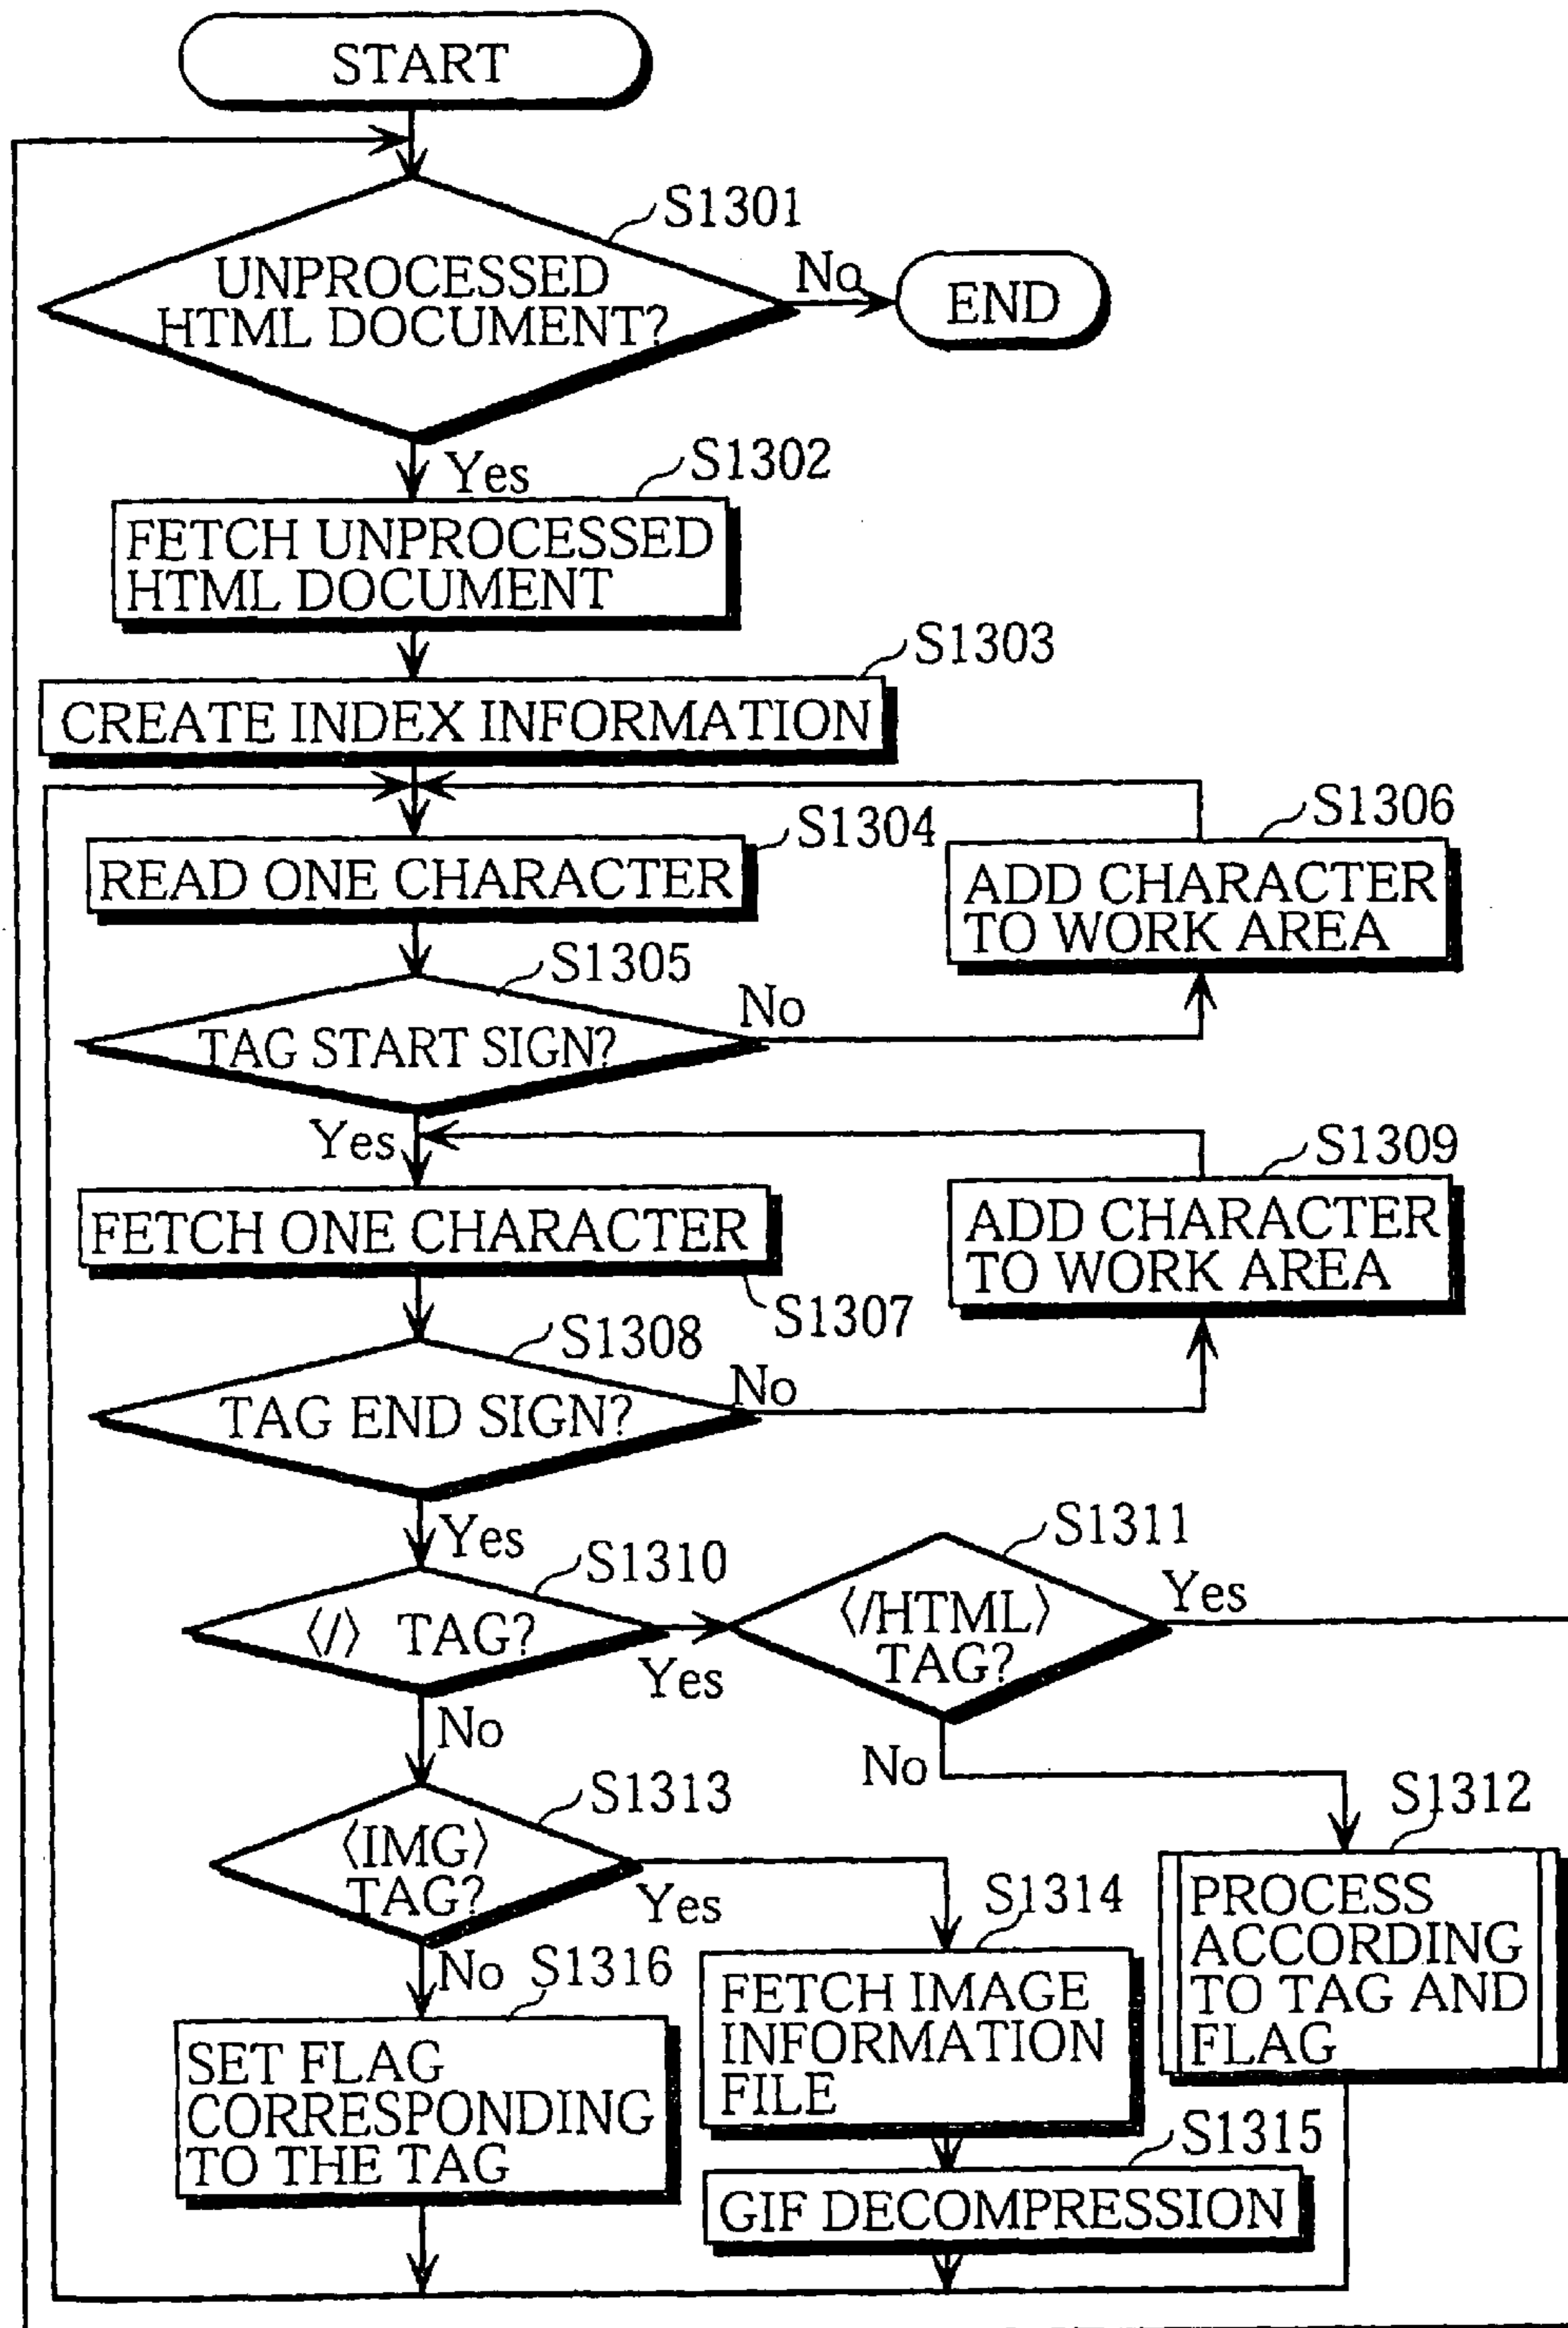 START
S1301
UNPROCESSED
HTML DOCUMENT?
No
END
Yes
S1302
FETCH UNPROCESSED
HTML DOCUMENT
S1303
CREATE INDEX INFORMATION
S1304
READ ONE CHARACTER
S1306
ADD CHARACTER
TO WORK AREA
S1305
TAG START SIGN?
No
Yes
S1309
FETCH ONE CHARACTER
ADD CHARACTER
TO WORK AREA
S1307
S1308
TAG END SIGN?
No
Yes
S1310
〈/〉 TAG?
Yes
S1311
〈/HTML〉
TAG?
Yes
No
No
S1313
〈IMG〉
TAG?
Yes
S1312
PROCESS
ACCORDING
TO TAG AND
FLAG
No
S1316
SET FLAG
CORRESPONDING
TO THE TAG
S1314
FETCH IMAGE
INFORMATION
FILE
S1315
GIF DECOMPRESSION